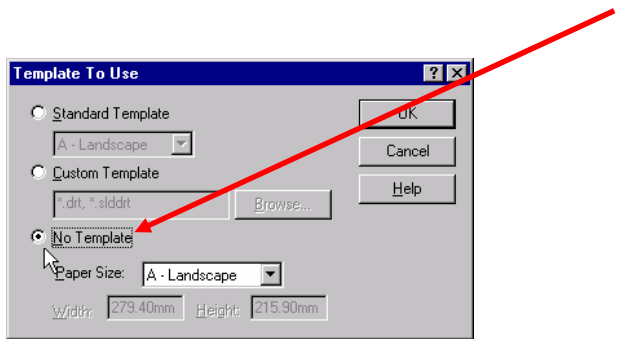 Template To Use
Standard Template
OK
A - Landscape
Cancel
Custom Template
Help
*.drt, *.slddrt Browse...
No Template
Paper Size: A - Landscape
Width: 279.40mm Height: 215.90mm